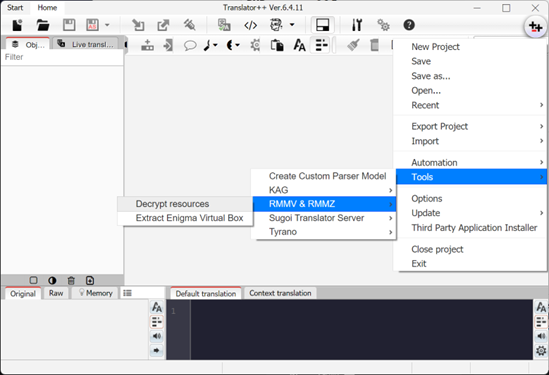 Translator++ Ver.6.4.11
Start Home
Obj... Live transl...
Filter
New Project
Save
Save as...
Open...
Recent
Export Project
Import
Automation
Tools
Options
Update
Third Party Application Installer
Close project
Exit
Create Custom Parser Model
KAG
RMMV & RMMZ
Sugoi Translator Server
Tyrano
Decrypt resources
Extract Enigma Virtual Box
Original Raw Memory
Default translation Context translation
1